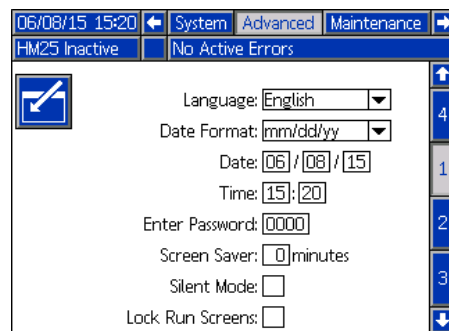 06/08/15 15:20 System Advanced Maintenance
HM25 Inactive No Active Errors
Language: English
Date Format: mm/dd/yy
Date: 06 / 08 / 15
Time: 15 : 20
Enter Password: 0000
Screen Saver: 0 minutes
Silent Mode:
Lock Run Screens:
4
1
2
3